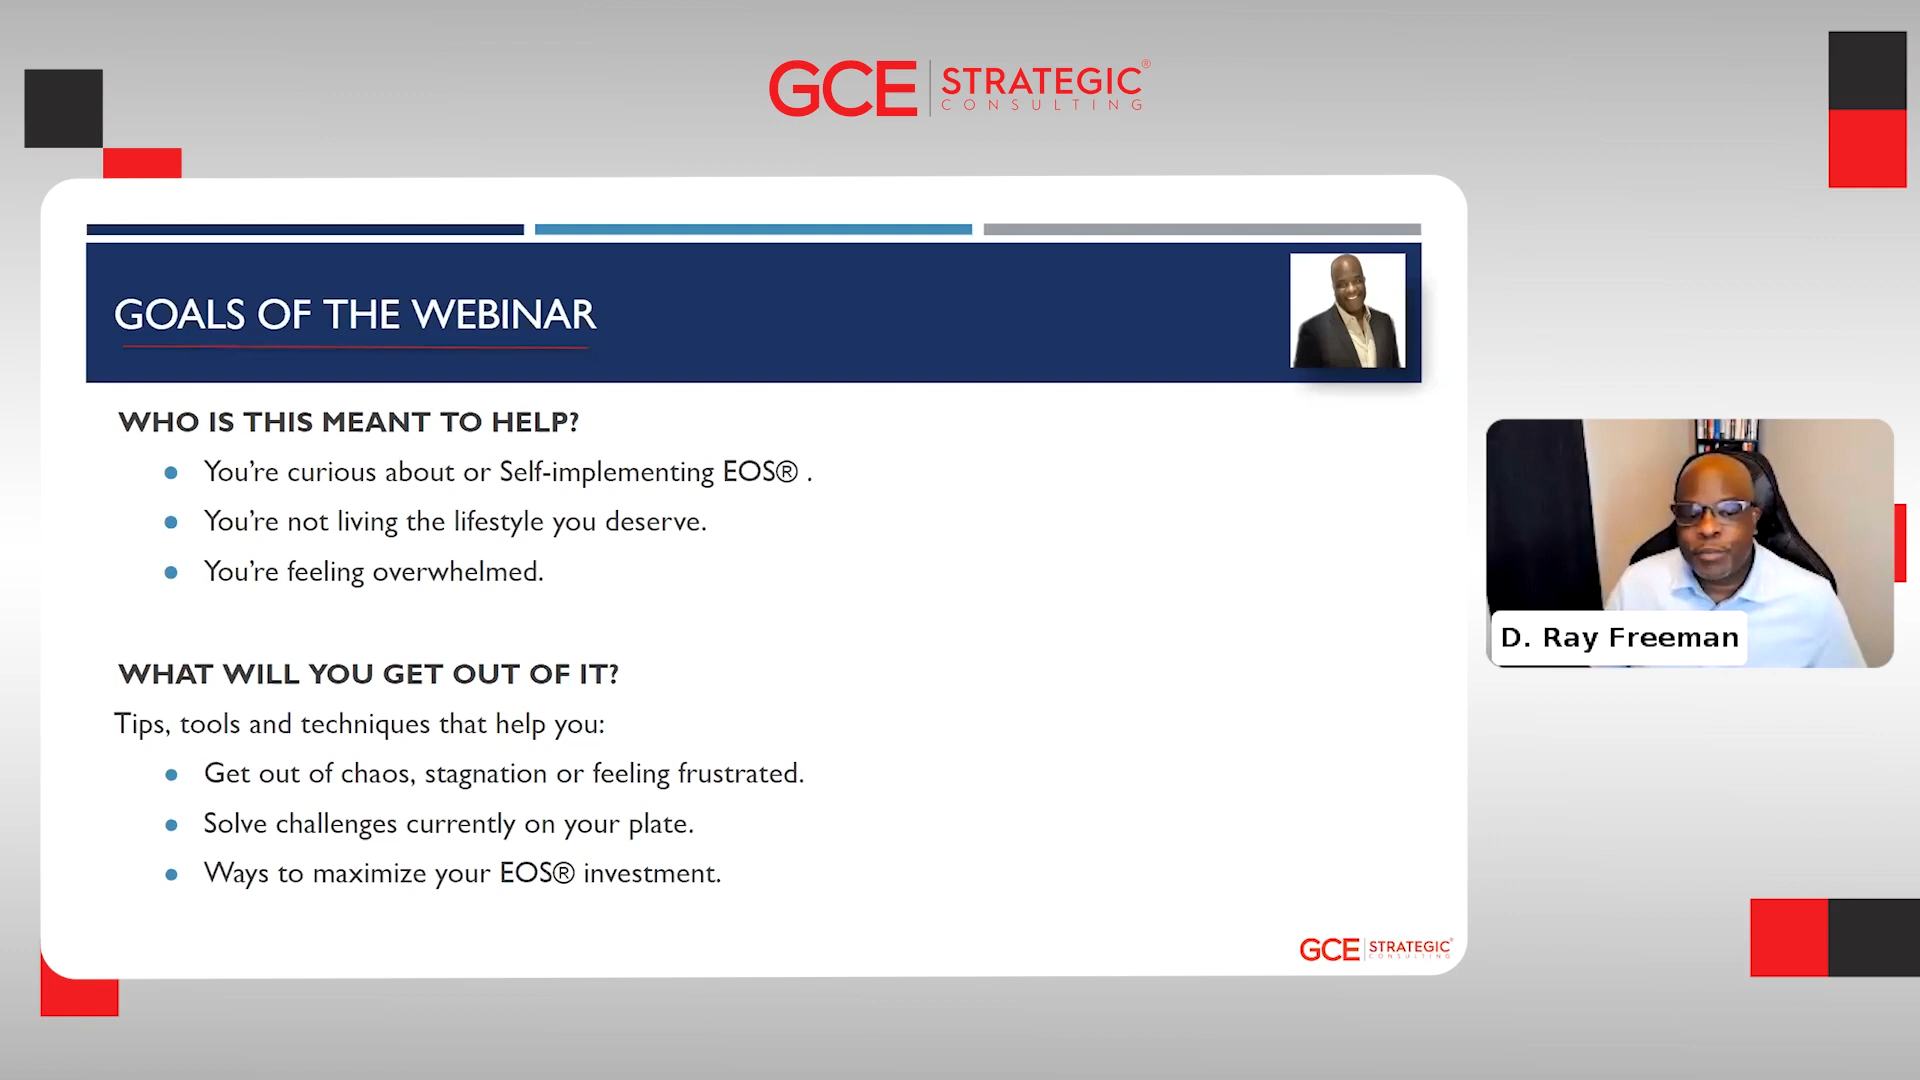 GCE STRATEGIC®
CONSULTING
GOALS OF THE WEBINAR
WHO IS THIS MEANT TO HELP?
● You're curious about or Self-implementing EOS® .
● You're not living the lifestyle you deserve.
● You're feeling overwhelmed.
WHAT WILL YOU GET OUT OF IT?
Tips, tools and techniques that help you:
● Get out of chaos, stagnation or feeling frustrated.
● Solve challenges currently on your plate.
● Ways to maximize your EOS® investment.
D. Ray Freeman
GCE STRATEGIC®
CONSULTING